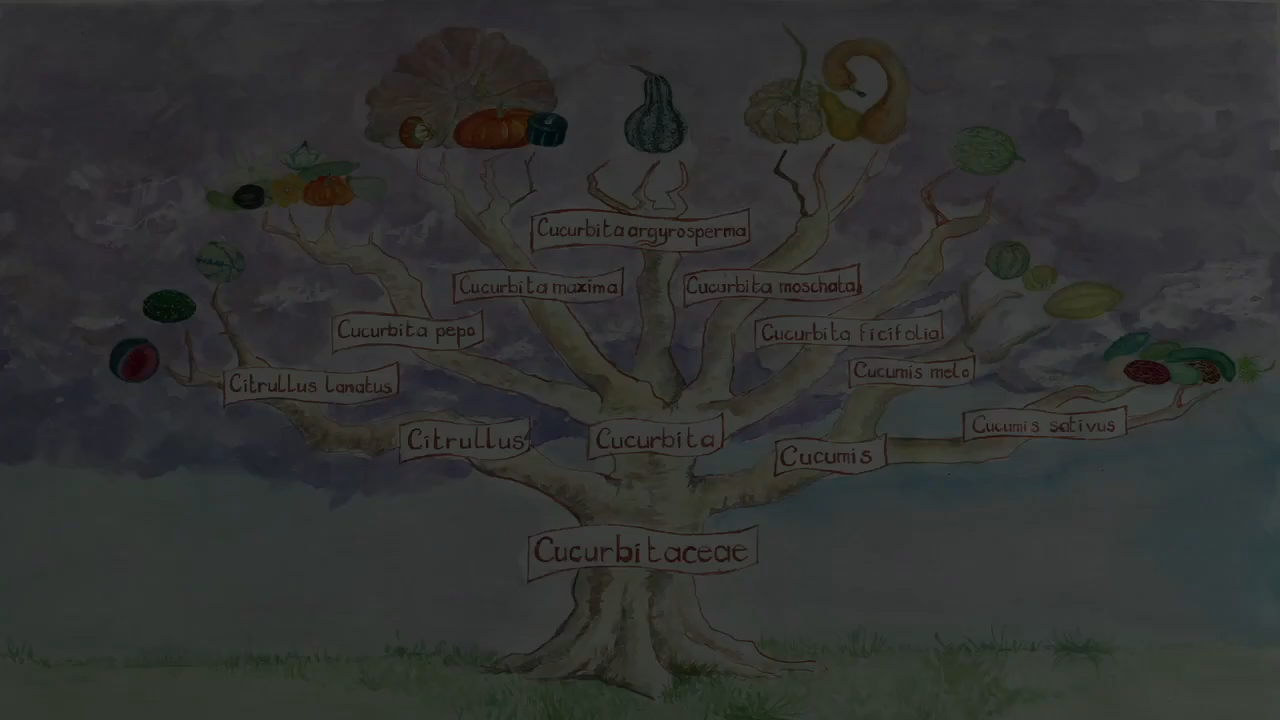 Cucurbita argyrosperma
Cucurbita maxima
Cucurbita moschata
Cucurbita pepo
Cucurbita ficifolia
Citrullus lanatus
Cucumis melo
Cucumis sativus
Citrullus
Cucurbita
Cucumis
Cucurbitaceae